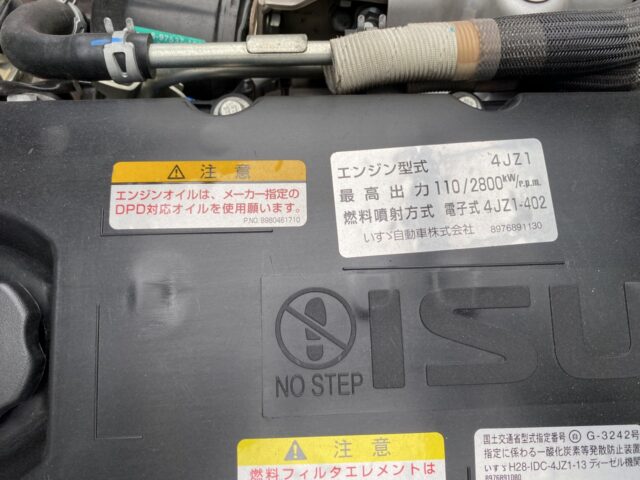 ⚠ 注意
エンジンオイルは、メーカー指定の
DPD対応オイルを使用願います。
P.NO 8980461710
エンジン型式 4JZ1
最高出力 110/2800kW/r.p.m.
燃料噴射方式 電子式 4JZ1-402
いすゞ自動車株式会社 8976891130
NO STEP
ISU
⚠ 注意
燃料フィルタエレメントは
国土交通省型式指定番号 ⓝ G-3242号
指定に係わる一酸化炭素等発散防止装置
いすゞH28-IDC-4JZ1-13 ディーゼル機関
8976891080